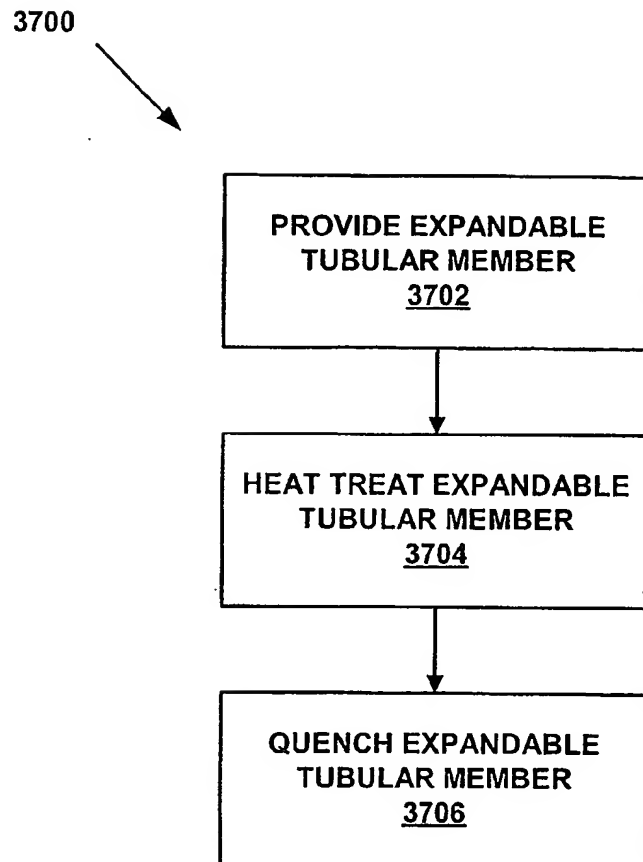 3700
PROVIDE EXPANDABLE
TUBULAR MEMBER
3702
HEAT TREAT EXPANDABLE
TUBULAR MEMBER
3704
QUENCH EXPANDABLE
TUBULAR MEMBER
3706